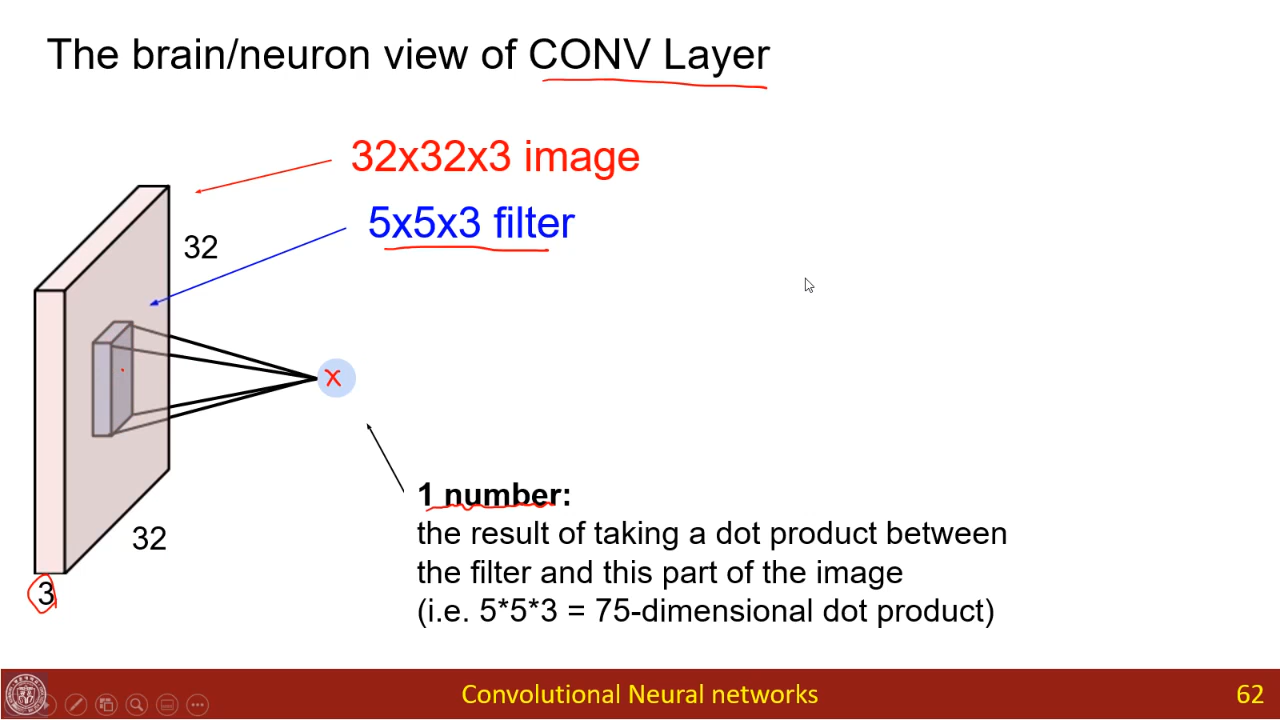 The brain/neuron view of CONV Layer
32x32x3 image
5x5x3 filter
32
x
1 number:
the result of taking a dot product between
the filter and this part of the image
(i.e. 5*5*3 = 75-dimensional dot product)
32
3
Convolutional Neural networks
62